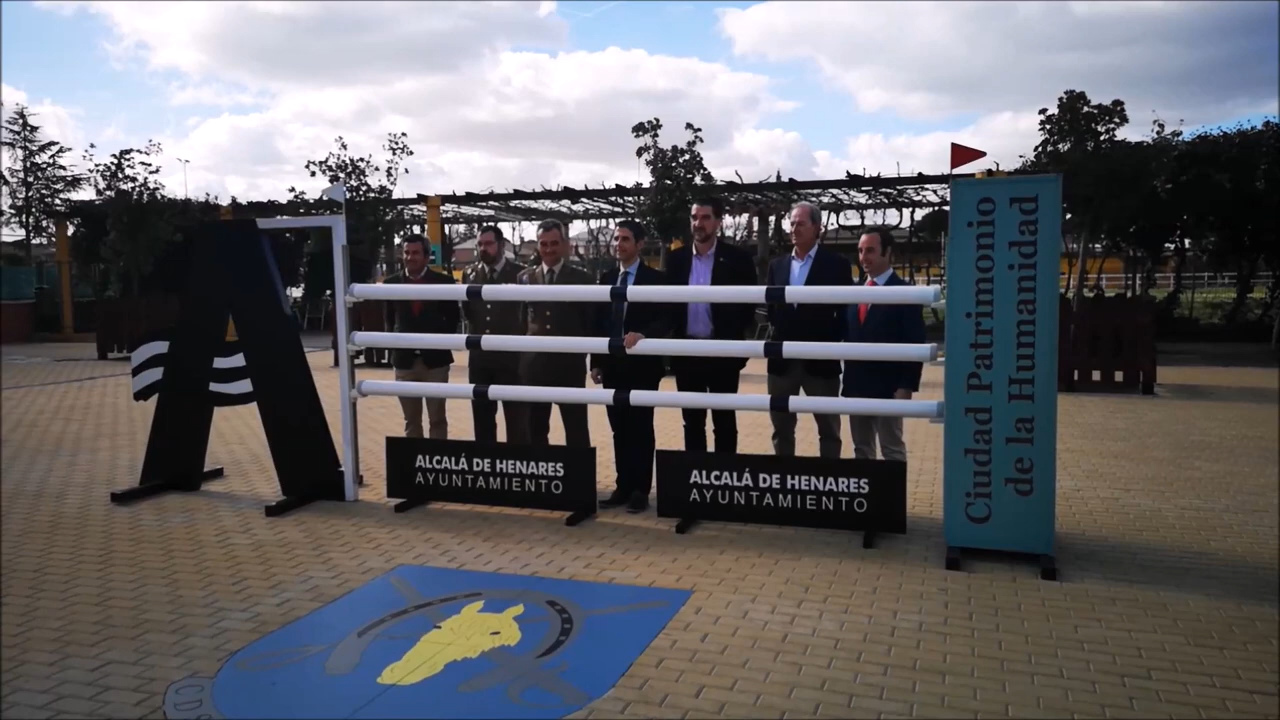 ALCALÁ DE HENARES
AYUNTAMIENTO
ALCALÁ DE HENARES
AYUNTAMIENTO
Ciudad Patrimonio
de la Humanidad